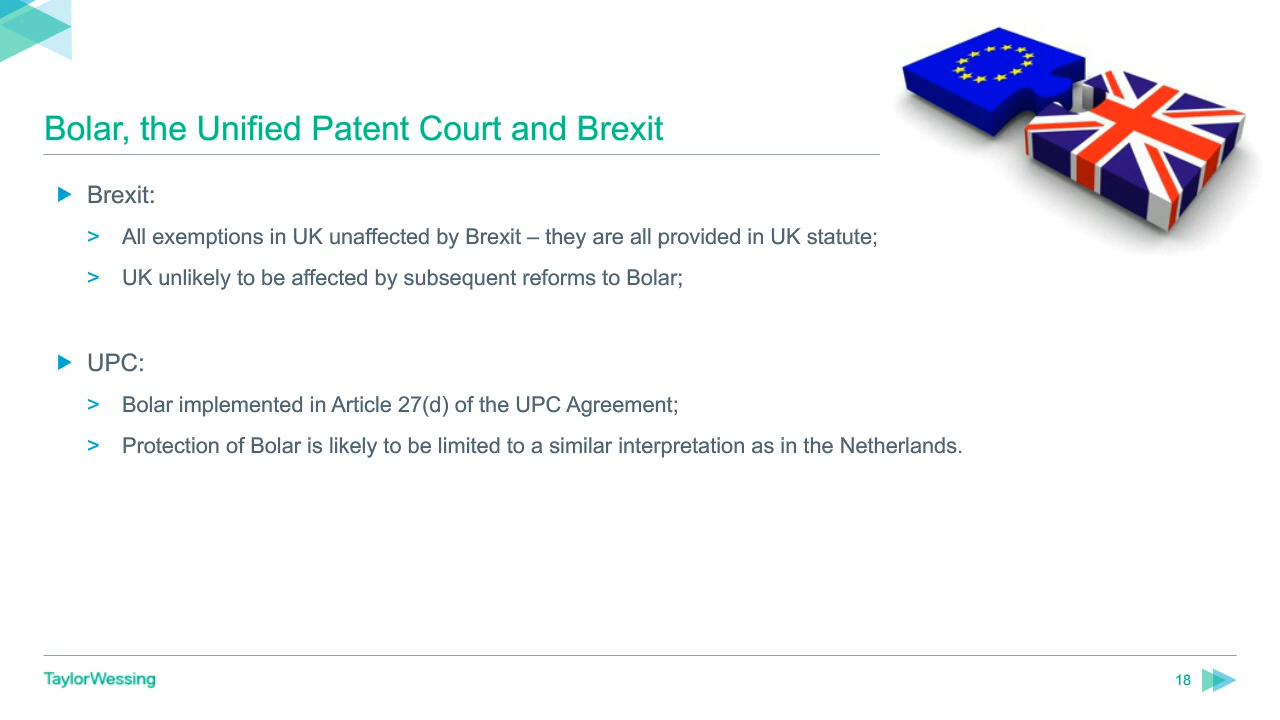 Bolar, the Unified Patent Court and Brexit
Brexit:
> All exemptions in UK unaffected by Brexit – they are all provided in UK statute;
> UK unlikely to be affected by subsequent reforms to Bolar;
UPC:
> Bolar implemented in Article 27(d) of the UPC Agreement;
> Protection of Bolar is likely to be limited to a similar interpretation as in the Netherlands.
TaylorWessing
18